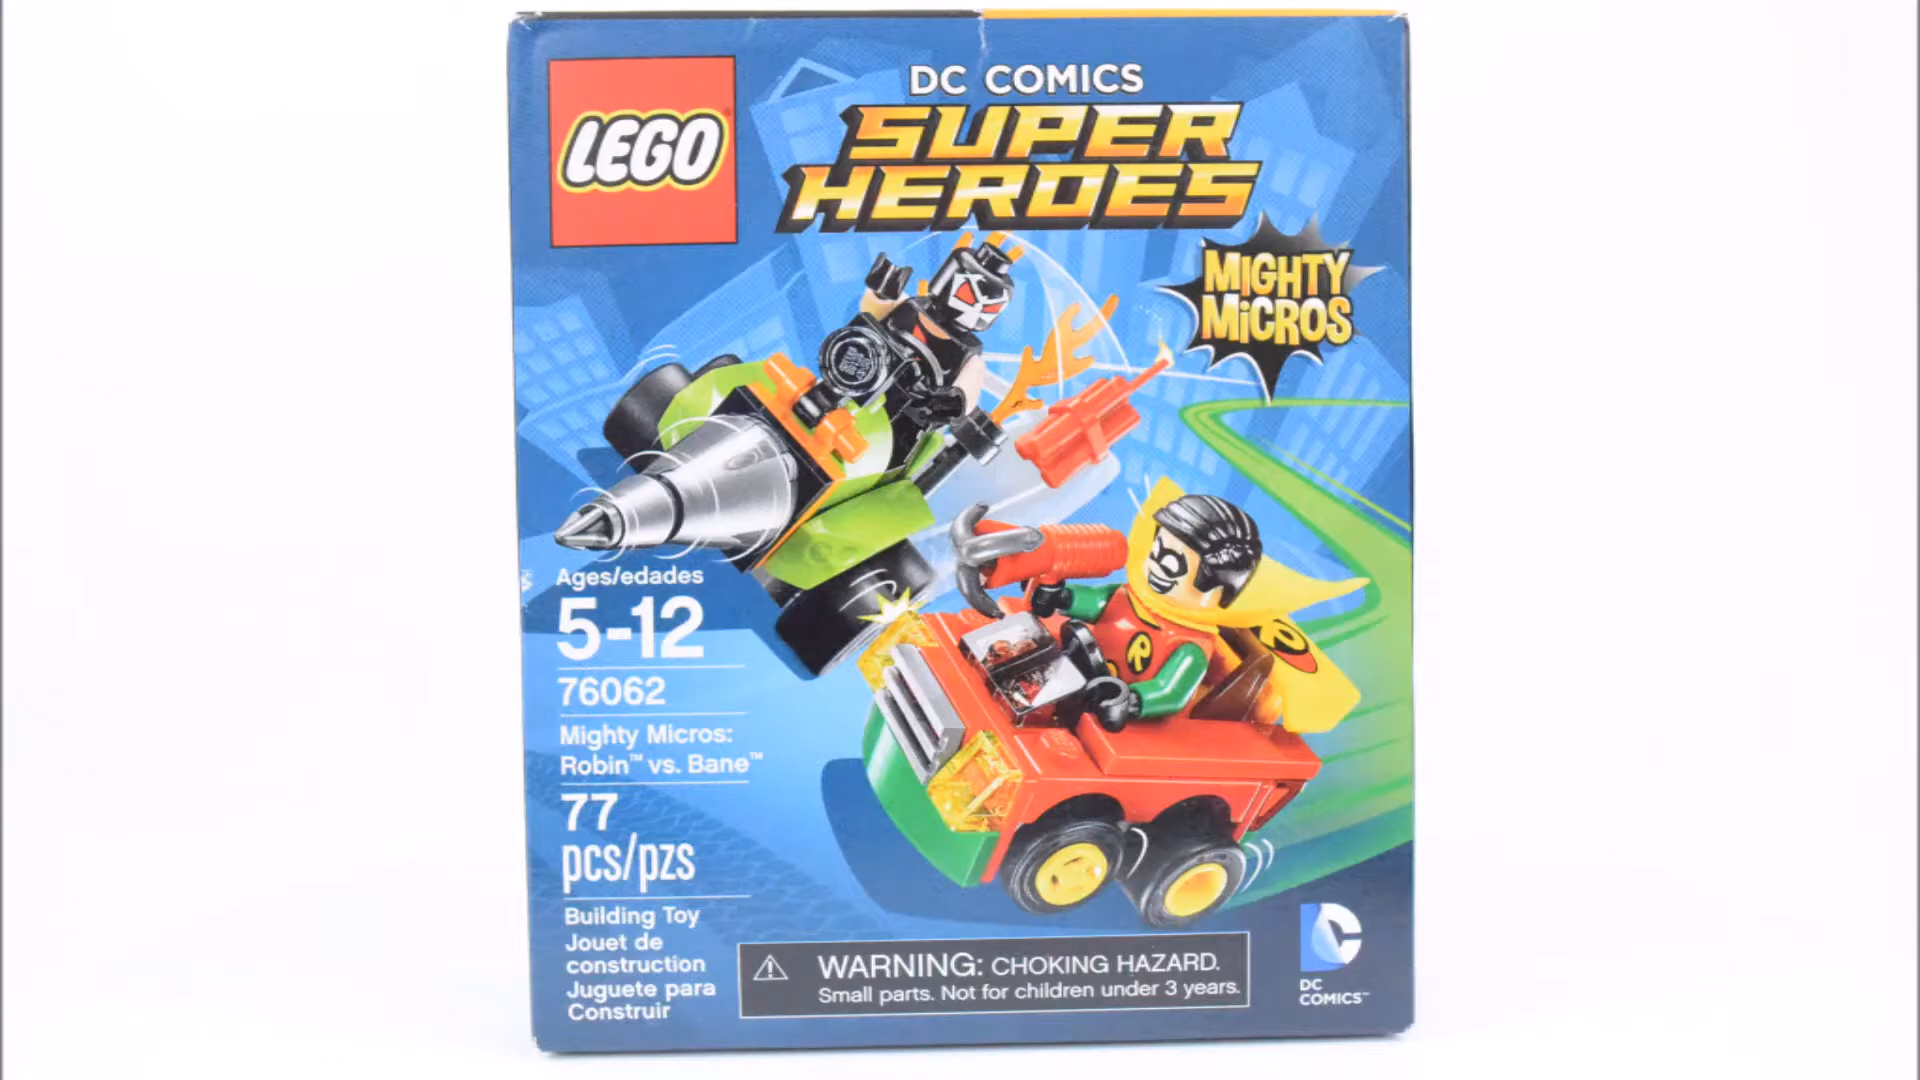 LEGO
DC COMICS
SUPER
HEROES
MIGHTY
MICROS
Ages/edades
5-12
76062
Mighty Micros:
Robin™ vs. Bane™
77
pcs/pzs
Building Toy
Jouet de
construction
Juguete para
Construir
R
R
WARNING: CHOKING HAZARD.
Small parts. Not for children under 3 years.
DC
COMICS™